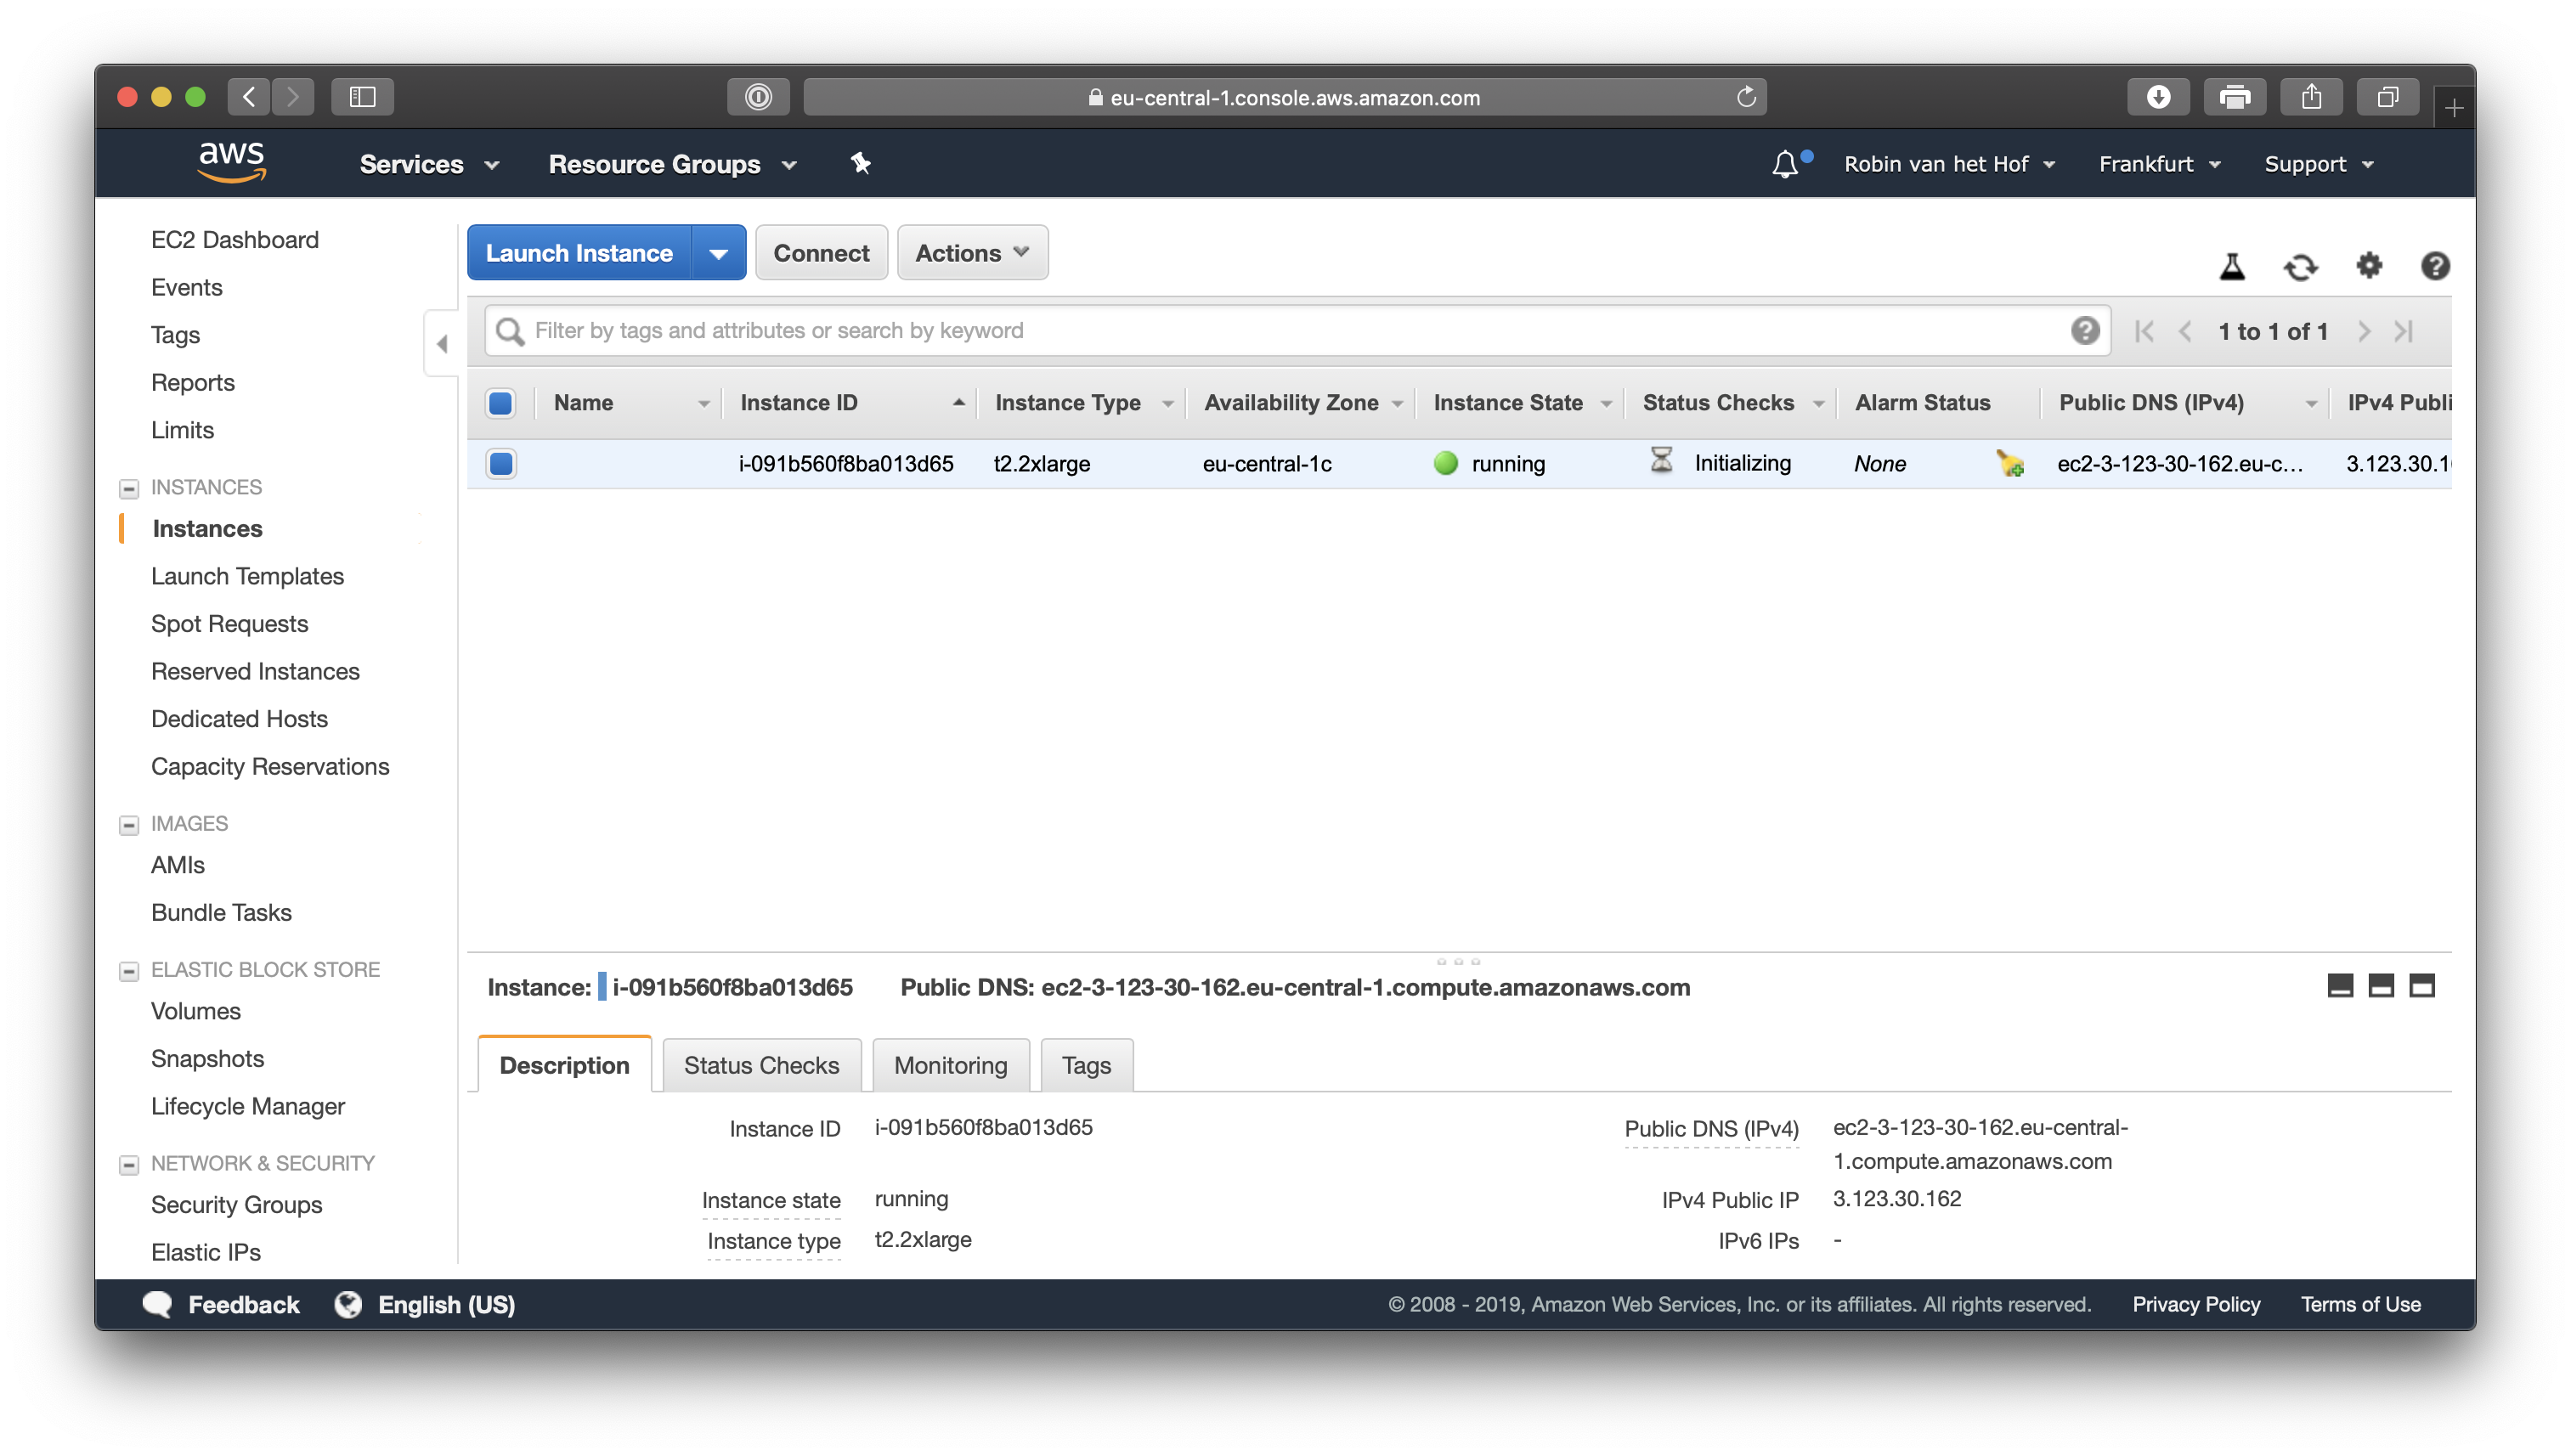 eu-central-1.console.aws.amazon.com
aws Services Resource Groups Robin van het Hof Frankfurt Support
EC2 Dashboard
Events
Tags
Reports
Limits
INSTANCES
Instances
Launch Templates
Spot Requests
Reserved Instances
Dedicated Hosts
Capacity Reservations
IMAGES
AMIs
Bundle Tasks
ELASTIC BLOCK STORE
Volumes
Snapshots
Lifecycle Manager
NETWORK & SECURITY
Security Groups
Elastic IPs
Launch Instance Connect Actions
Filter by tags and attributes or search by keyword 1 to 1 of 1
Name Instance ID Instance Type Availability Zone Instance State Status Checks Alarm Status Public DNS (IPv4) IPv4 Publi
i-091b560f8ba013d65 t2.2xlarge eu-central-1c running Initializing None ec2-3-123-30-162.eu-c... 3.123.30.1
Instance: i-091b560f8ba013d65 Public DNS: ec2-3-123-30-162.eu-central-1.compute.amazonaws.com
Description Status Checks Monitoring Tags
Instance ID i-091b560f8ba013d65 Public DNS (IPv4) ec2-3-123-30-162.eu-central-
1.compute.amazonaws.com
Instance state running IPv4 Public IP 3.123.30.162
Instance type t2.2xlarge IPv6 IPs -
Feedback English (US) © 2008 - 2019, Amazon Web Services, Inc. or its affiliates. All rights reserved. Privacy Policy Terms of Use